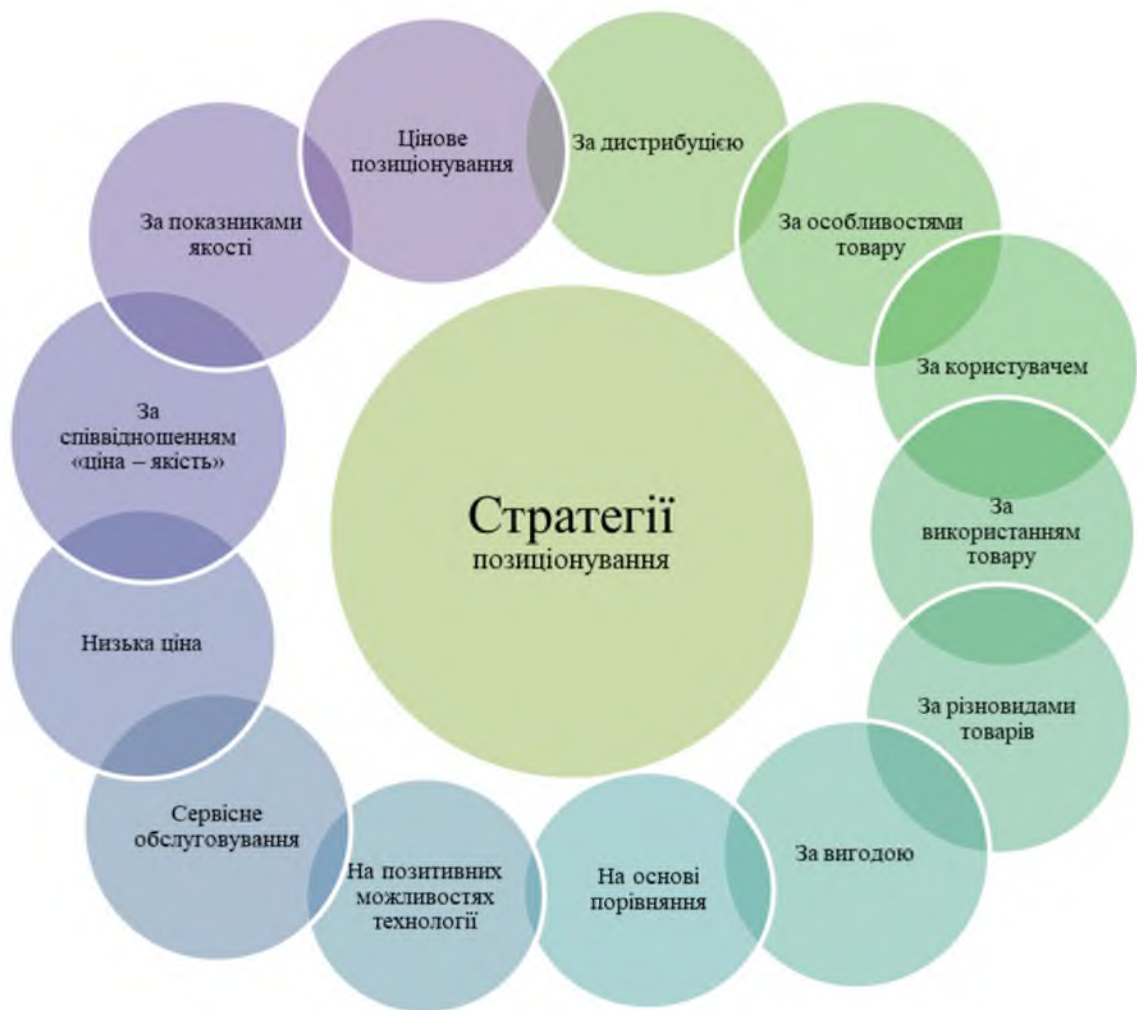 Цінове
позиціонування
За дистрибуцією
За особливостями
товару
За користувачем
За
використанням
товару
За різновидами
товарів
За вигодою
На основі
порівняння
На позитивних
можливостях
технології
Сервісне
обслуговування
Низька ціна
За
співвідношенням
«ціна – якість»
За показниками
якості
Стратегії
позиціонування